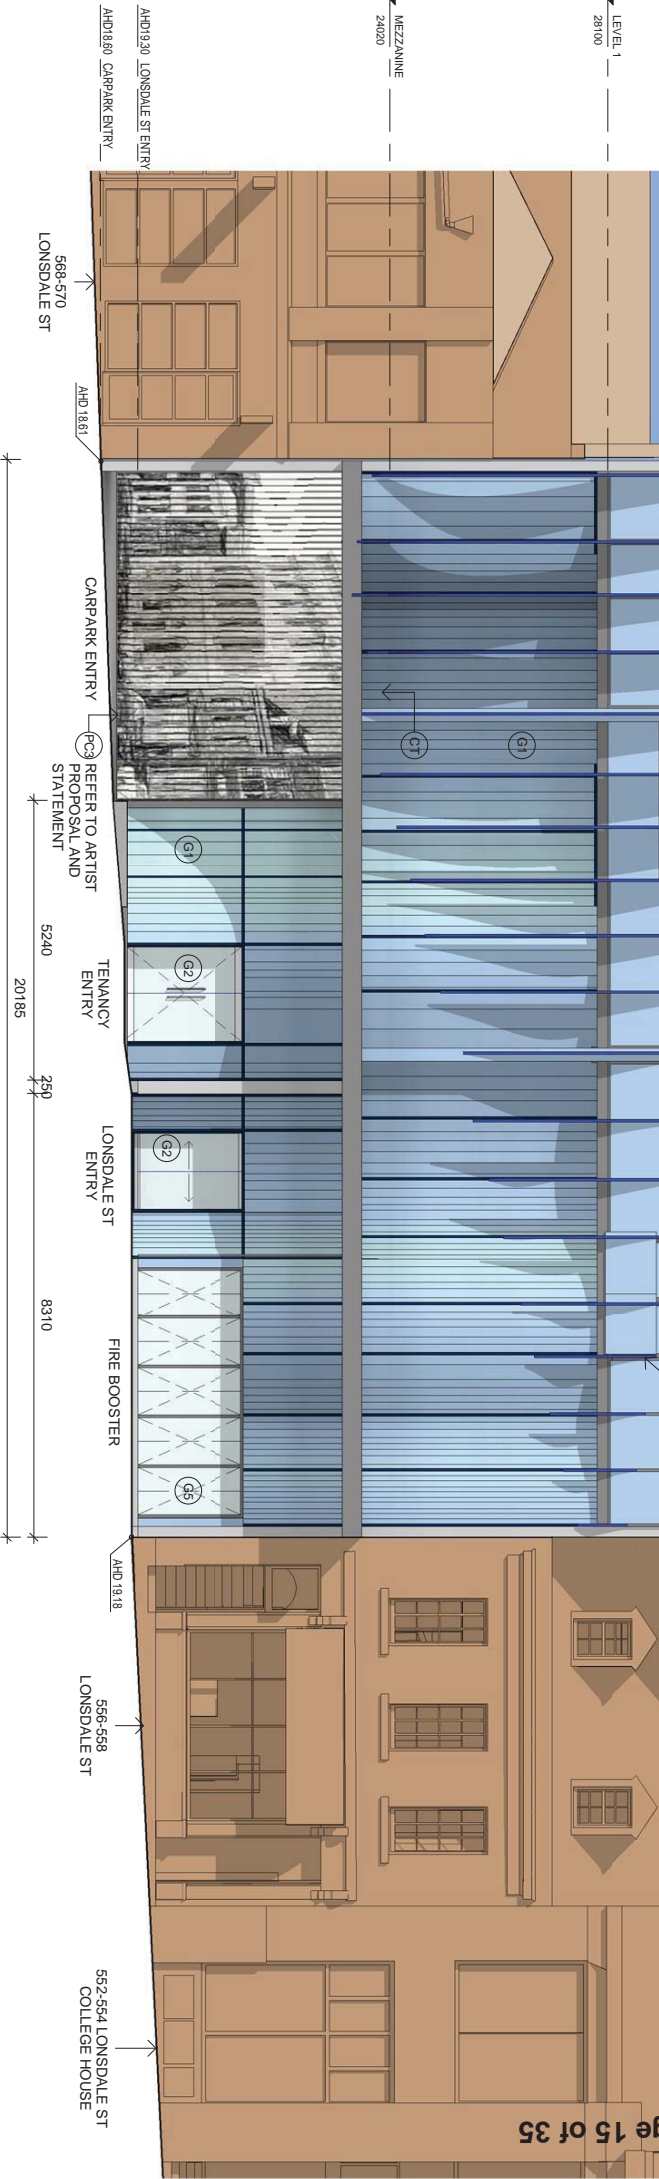 LEVEL 1
28100
MEZZANINE
24020
AHD19.30 LONSDALE ST ENTRY
AHD18.60 CARPARK ENTRY
568-570
LONSDALE ST
AHD 18.61
CARPARK ENTRY
PC3
REFER TO ARTIST
PROPOSAL AND
STATEMENT
CT
G1
G1
G2
TENANCY
ENTRY
G2
LONSDALE ST
ENTRY
FIRE BOOSTER
G5
5240
250
8310
20185
AHD 19.18
556-558
LONSDALE ST
552-554 LONSDALE ST
COLLEGE HOUSE
ge 15 of 35